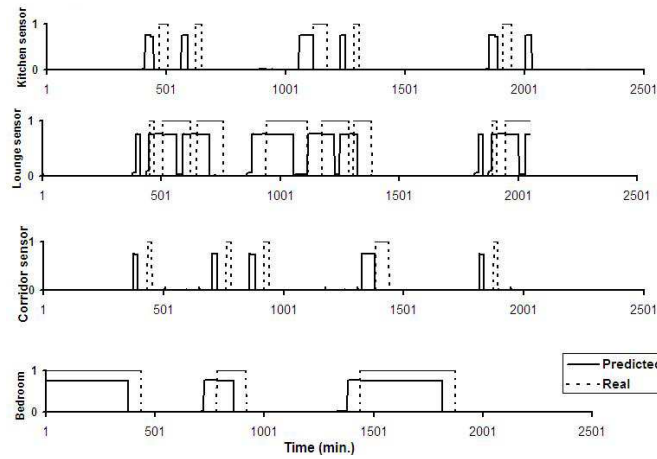 Kitchen sensor
1
0
1 501 1001 1501 2001 2501
Lounge sensor
1
0
1 501 1001 1501 2001 2501
Corridor sensor
1
0
1 501 1001 1501 2001 2501
Bedroom
1
0
1 501 1001 1501 2001 2501
Time (min.)
Predicted
Real